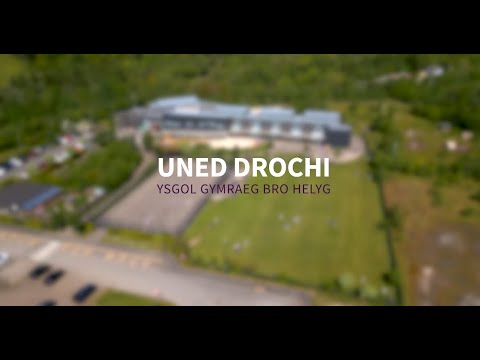 UNED DROCHI
YSGOL GYMRAEG BRO HELYG